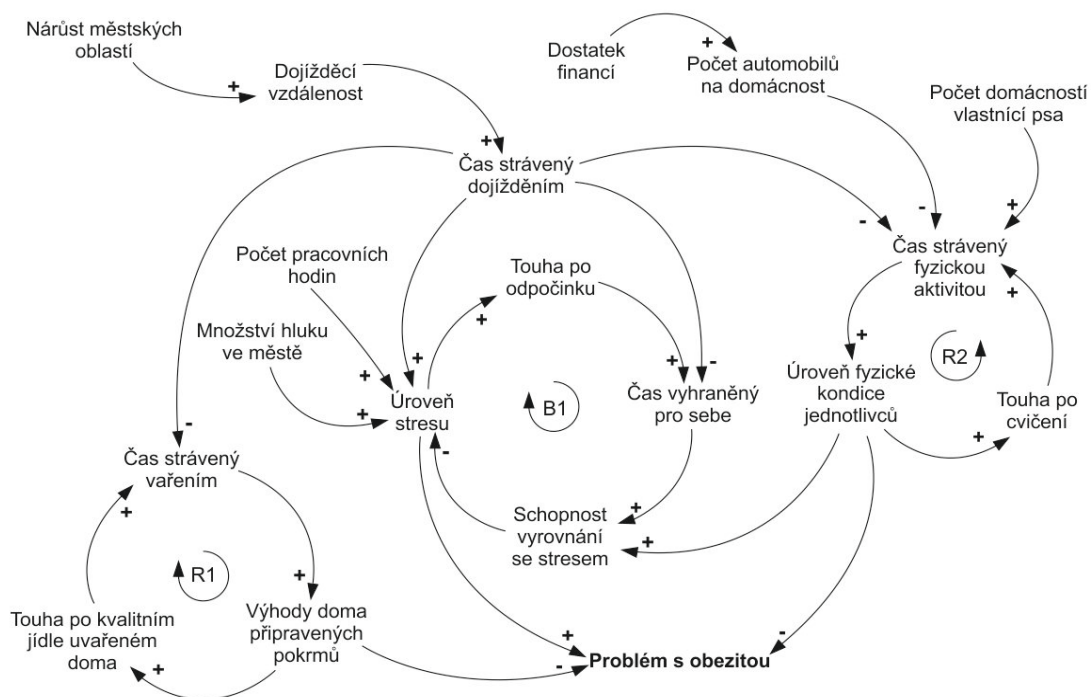 Nárůst městských
oblastí
+
Dojížděcí
vzdálenost
Dostatek
financí
+
Počet automobilů
na domácnost
Počet domácností
vlastnící psa
+
Čas strávený
dojížděním
-
-
+
Čas strávený
fyzickou
aktivitou
+
Počet pracovních
hodin
Touha po
odpočinku
+
Množství hluku
ve městě
+
+
+
Úroveň
stresu
-
B1
+
-
Čas vyhraněný
pro sebe
+
Úroveň fyzické
kondice
jednotlivců
R2
+
Touha po
cvičení
-
Čas strávený
vařením
+
Schopnost
vyrovnání
se stresem
+
+
R1
+
Touha po kvalitním
jídle uvařeném
doma
+
Výhody doma
připravených
pokrmů
+
-
-
Problém s obezitou